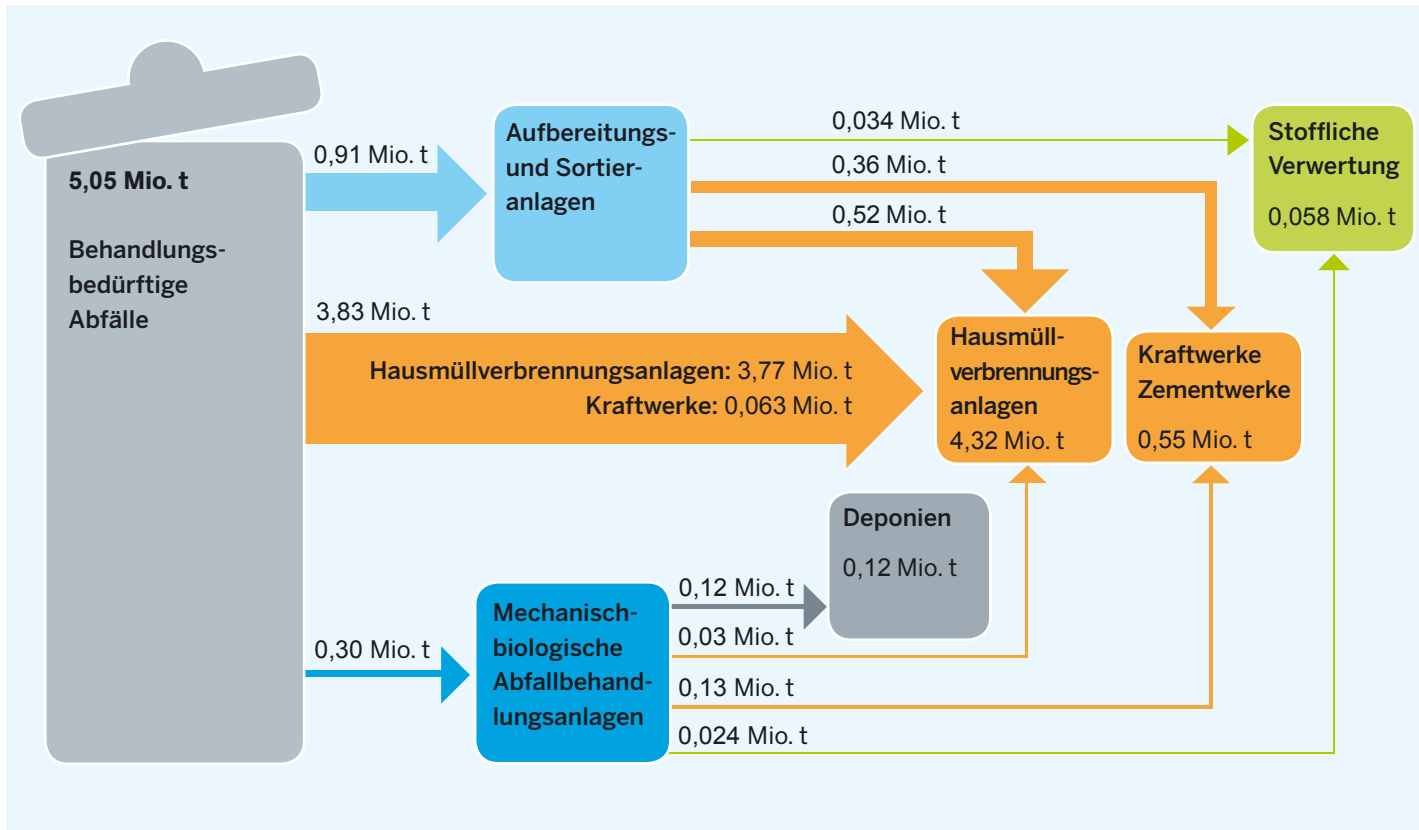 5,05 Mio. t
Behandlungs-
bedürftige
Abfälle
0,91 Mio. t
Aufbereitungs-
und Sortier-
anlagen
0,034 Mio. t
0,36 Mio. t
0,52 Mio. t
Stoffliche
Verwertung
0,058 Mio. t
3,83 Mio. t
Hausmüllverbrennungsanlagen: 3,77 Mio. t
Kraftwerke: 0,063 Mio. t
Hausmüll-
verbrennungs-
anlagen
4,32 Mio. t
Kraftwerke
Zementwerke
0,55 Mio. t
Deponien
0,12 Mio. t
0,30 Mio. t
Mechanisch-
biologische
Abfallbehand-
lungsanlagen
0,12 Mio. t
0,03 Mio. t
0,13 Mio. t
0,024 Mio. t